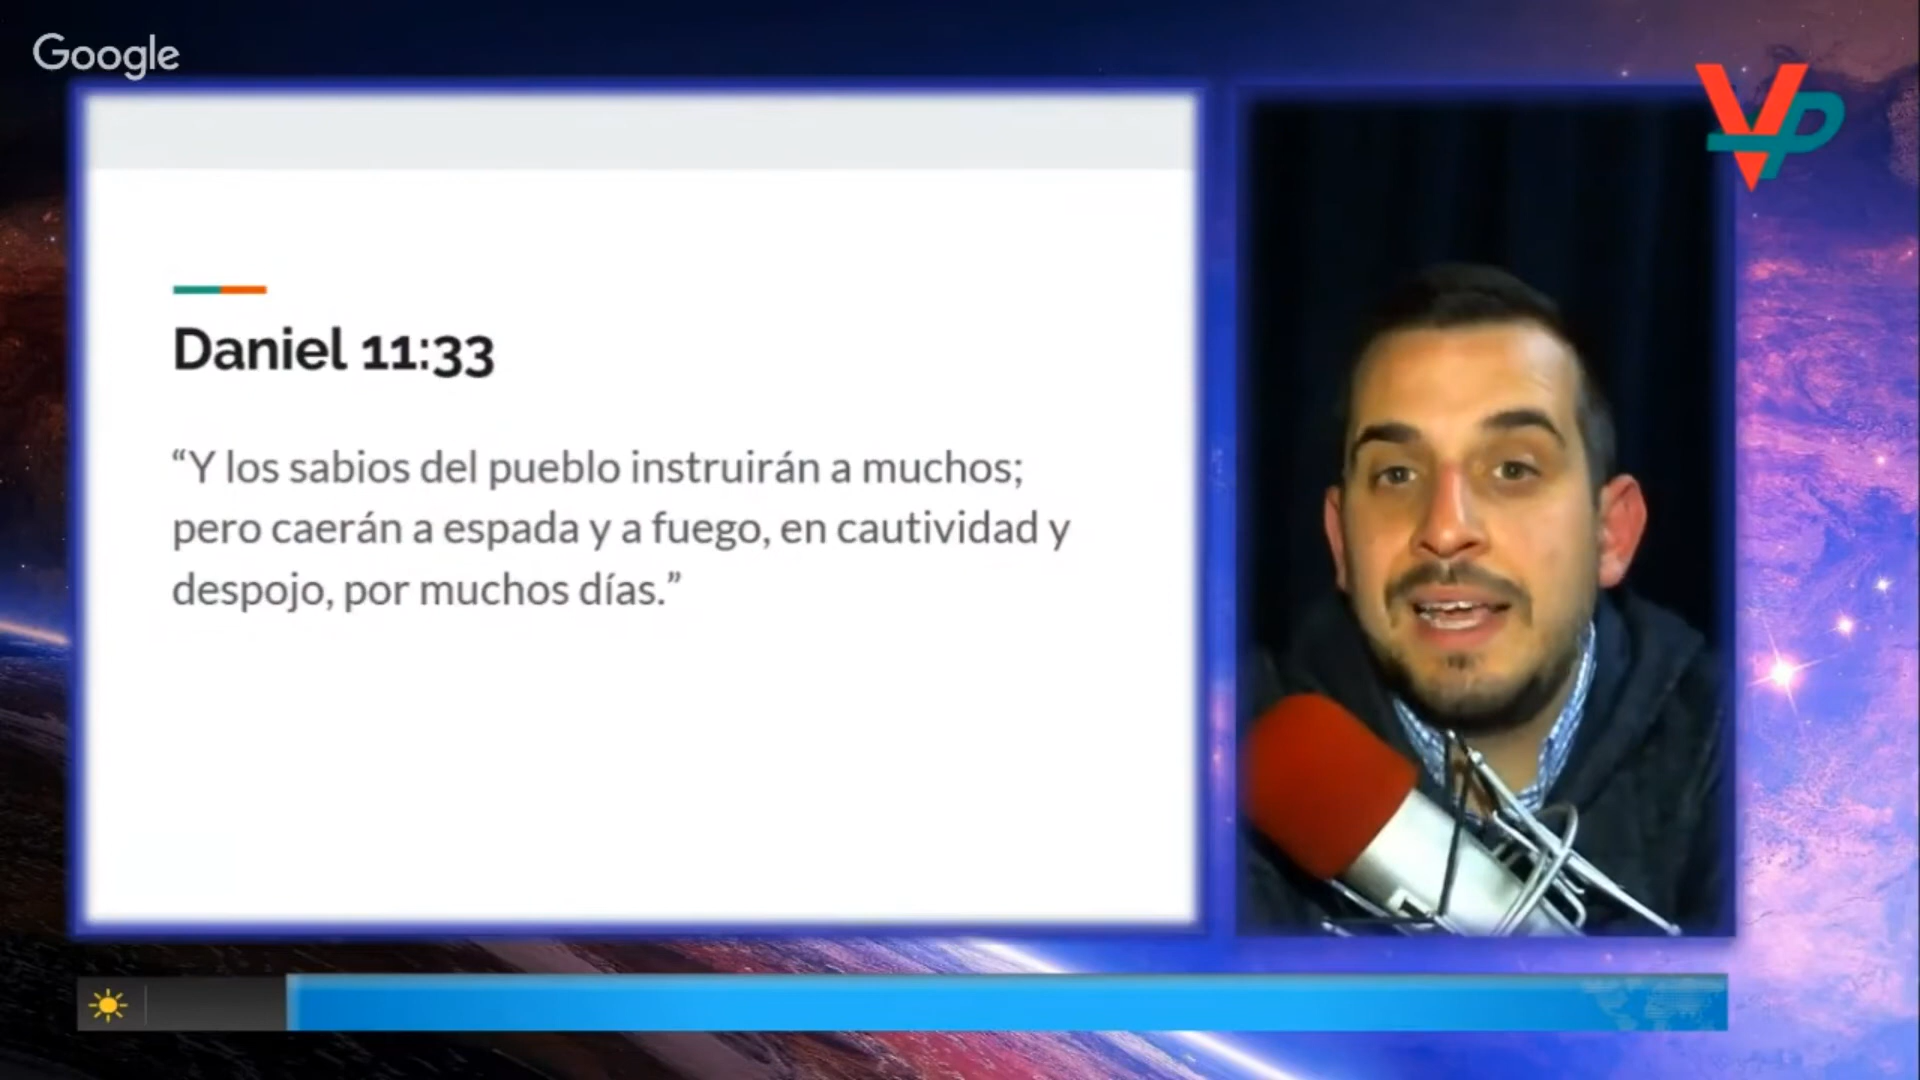 Google
VP
Daniel 11:33
“Y los sabios del pueblo instruirán a muchos;
pero caerán a espada y a fuego, en cautividad y
despojo, por muchos días.”